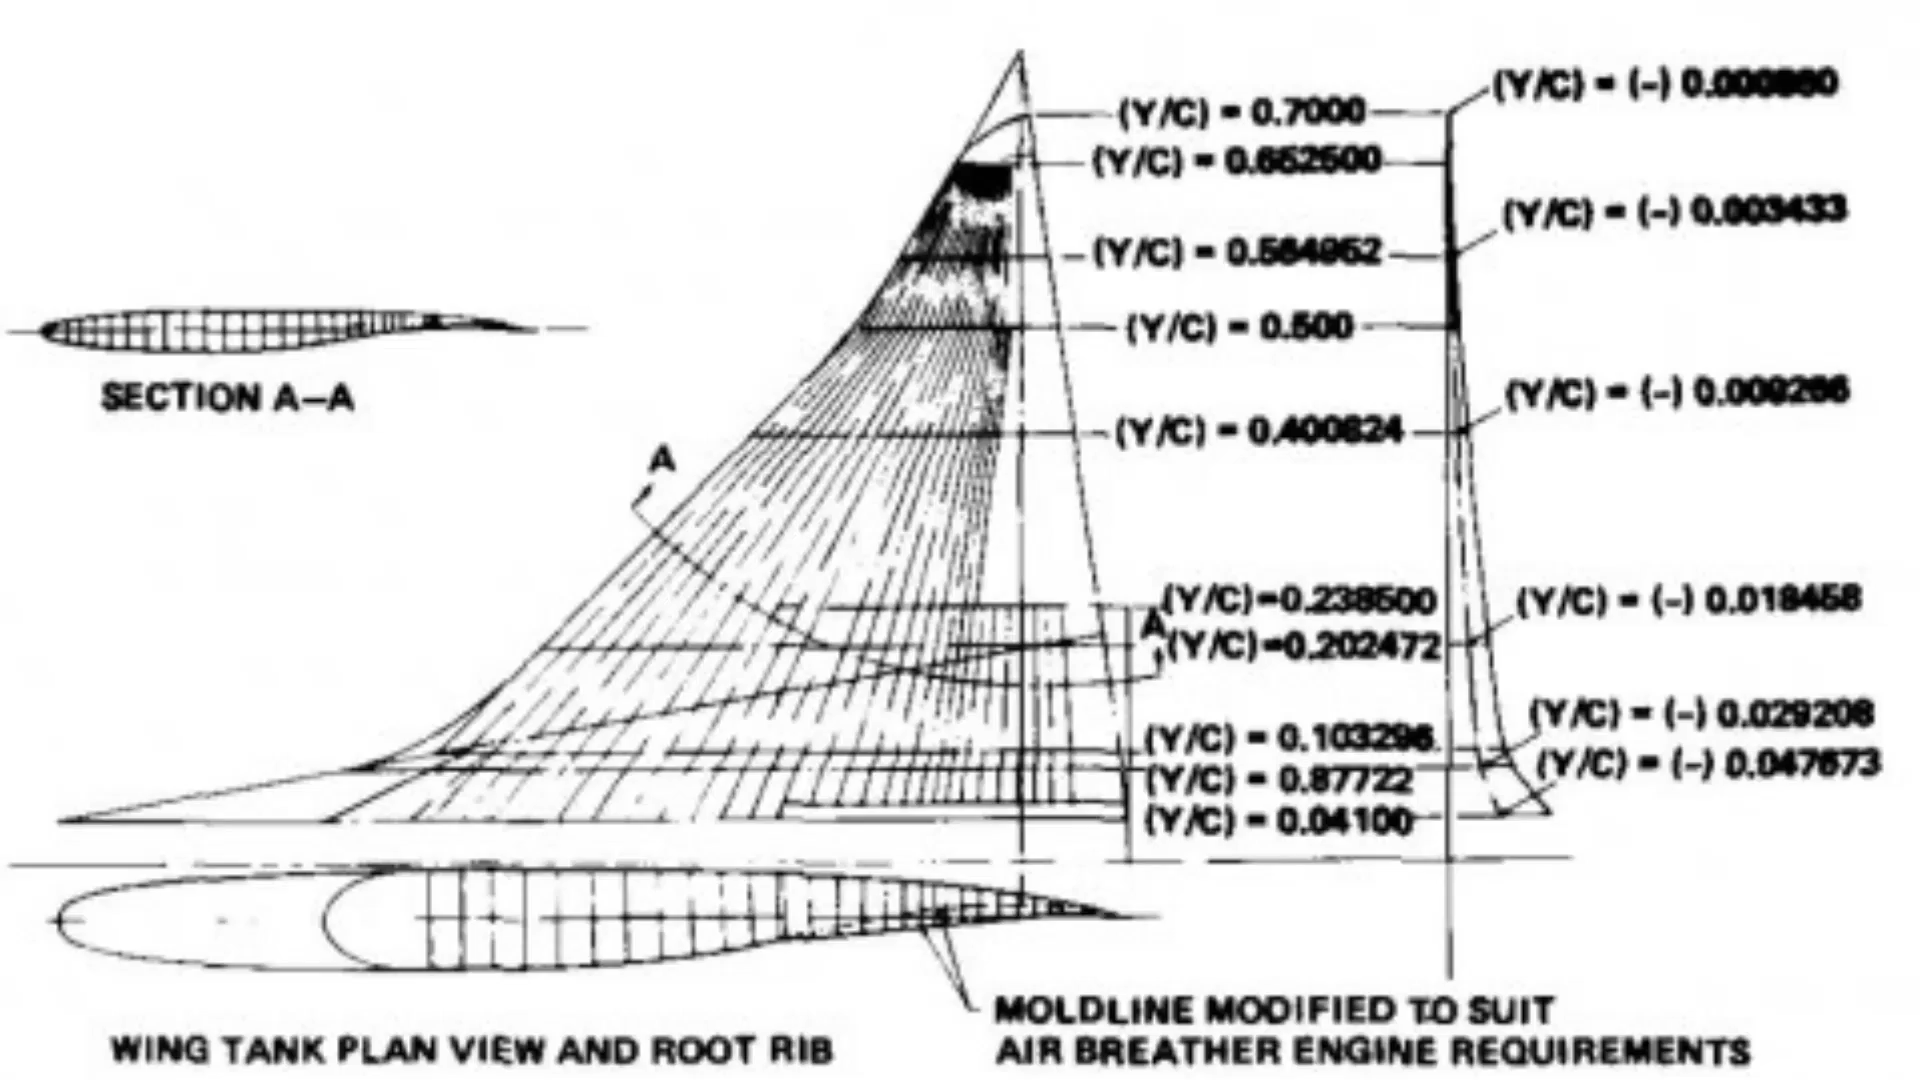 (Y/C) = (-) 0.000880
(Y/C) = 0.7000
(Y/C) = 0.652500
(Y/C) = (-) 0.003433
(Y/C) = 0.564952
(Y/C) = 0.500
(Y/C) = (-) 0.009266
(Y/C) = 0.400824
SECTION A–A
A
(Y/C)=0.238500
(Y/C) = (-) 0.018458
A
(Y/C)=0.202472
(Y/C) = (-) 0.029208
(Y/C) = 0.103296
(Y/C) = (-) 0.047673
(Y/C) = 0.87722
(Y/C) = 0.04100
MOLDLINE MODIFIED TO SUIT
AIR BREATHER ENGINE REQUIREMENTS
WING TANK PLAN VIEW AND ROOT RIB